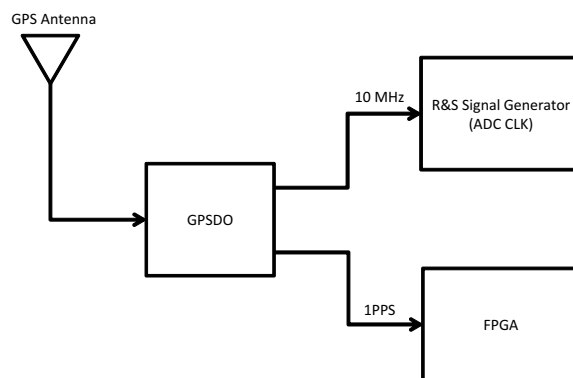 GPS Antenna
10 MHz
R&S Signal Generator
(ADC CLK)
GPSDO
1PPS
FPGA